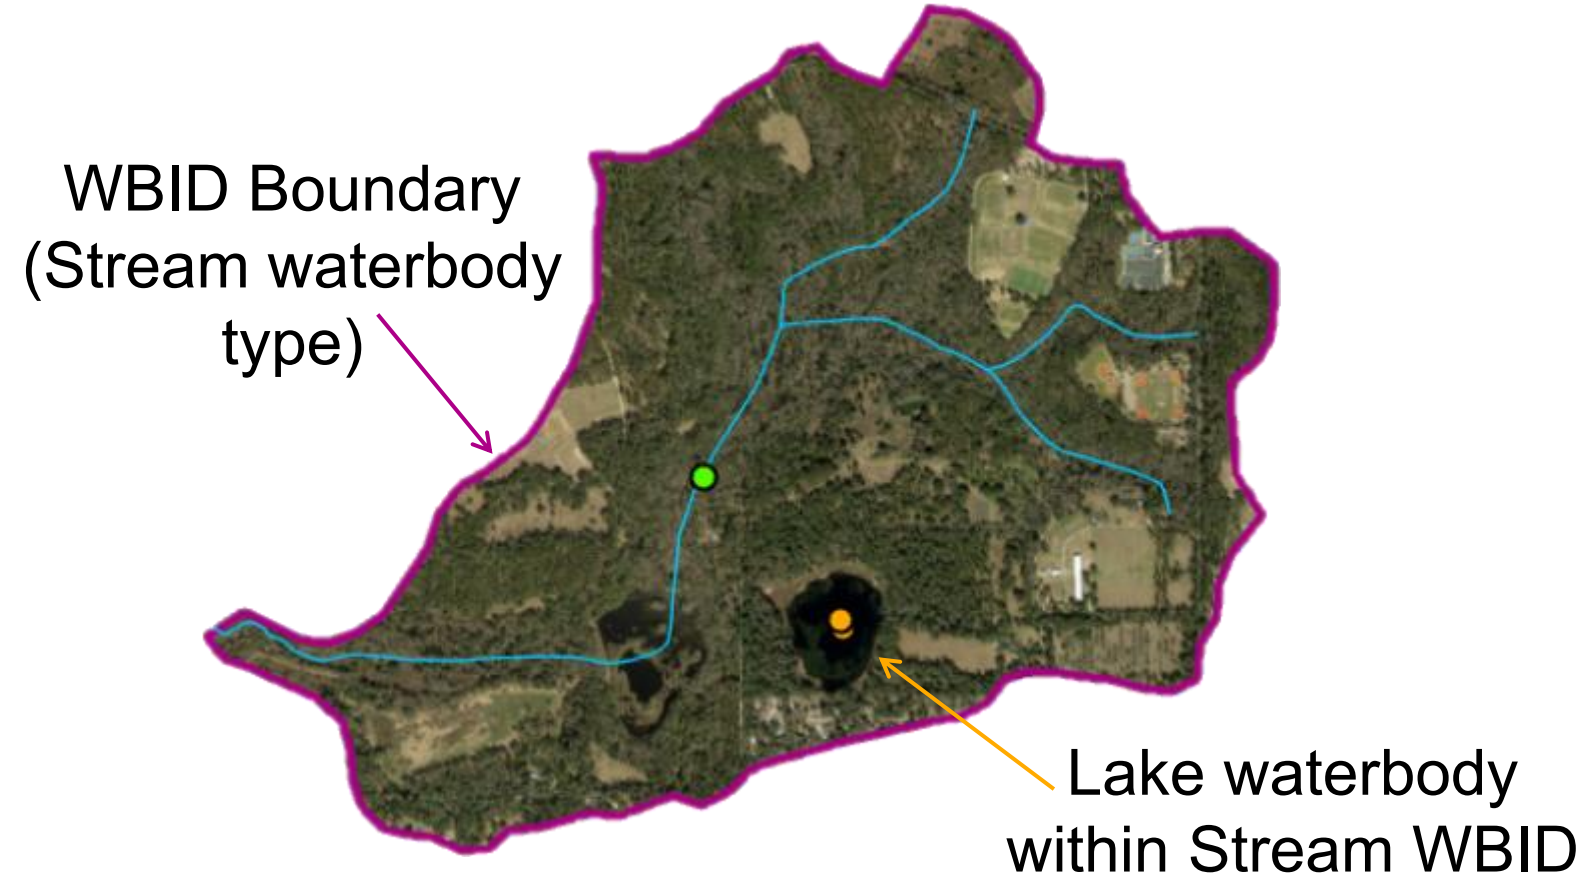 WBID Boundary
(Stream waterbody
type)
Lake waterbody
within Stream WBID